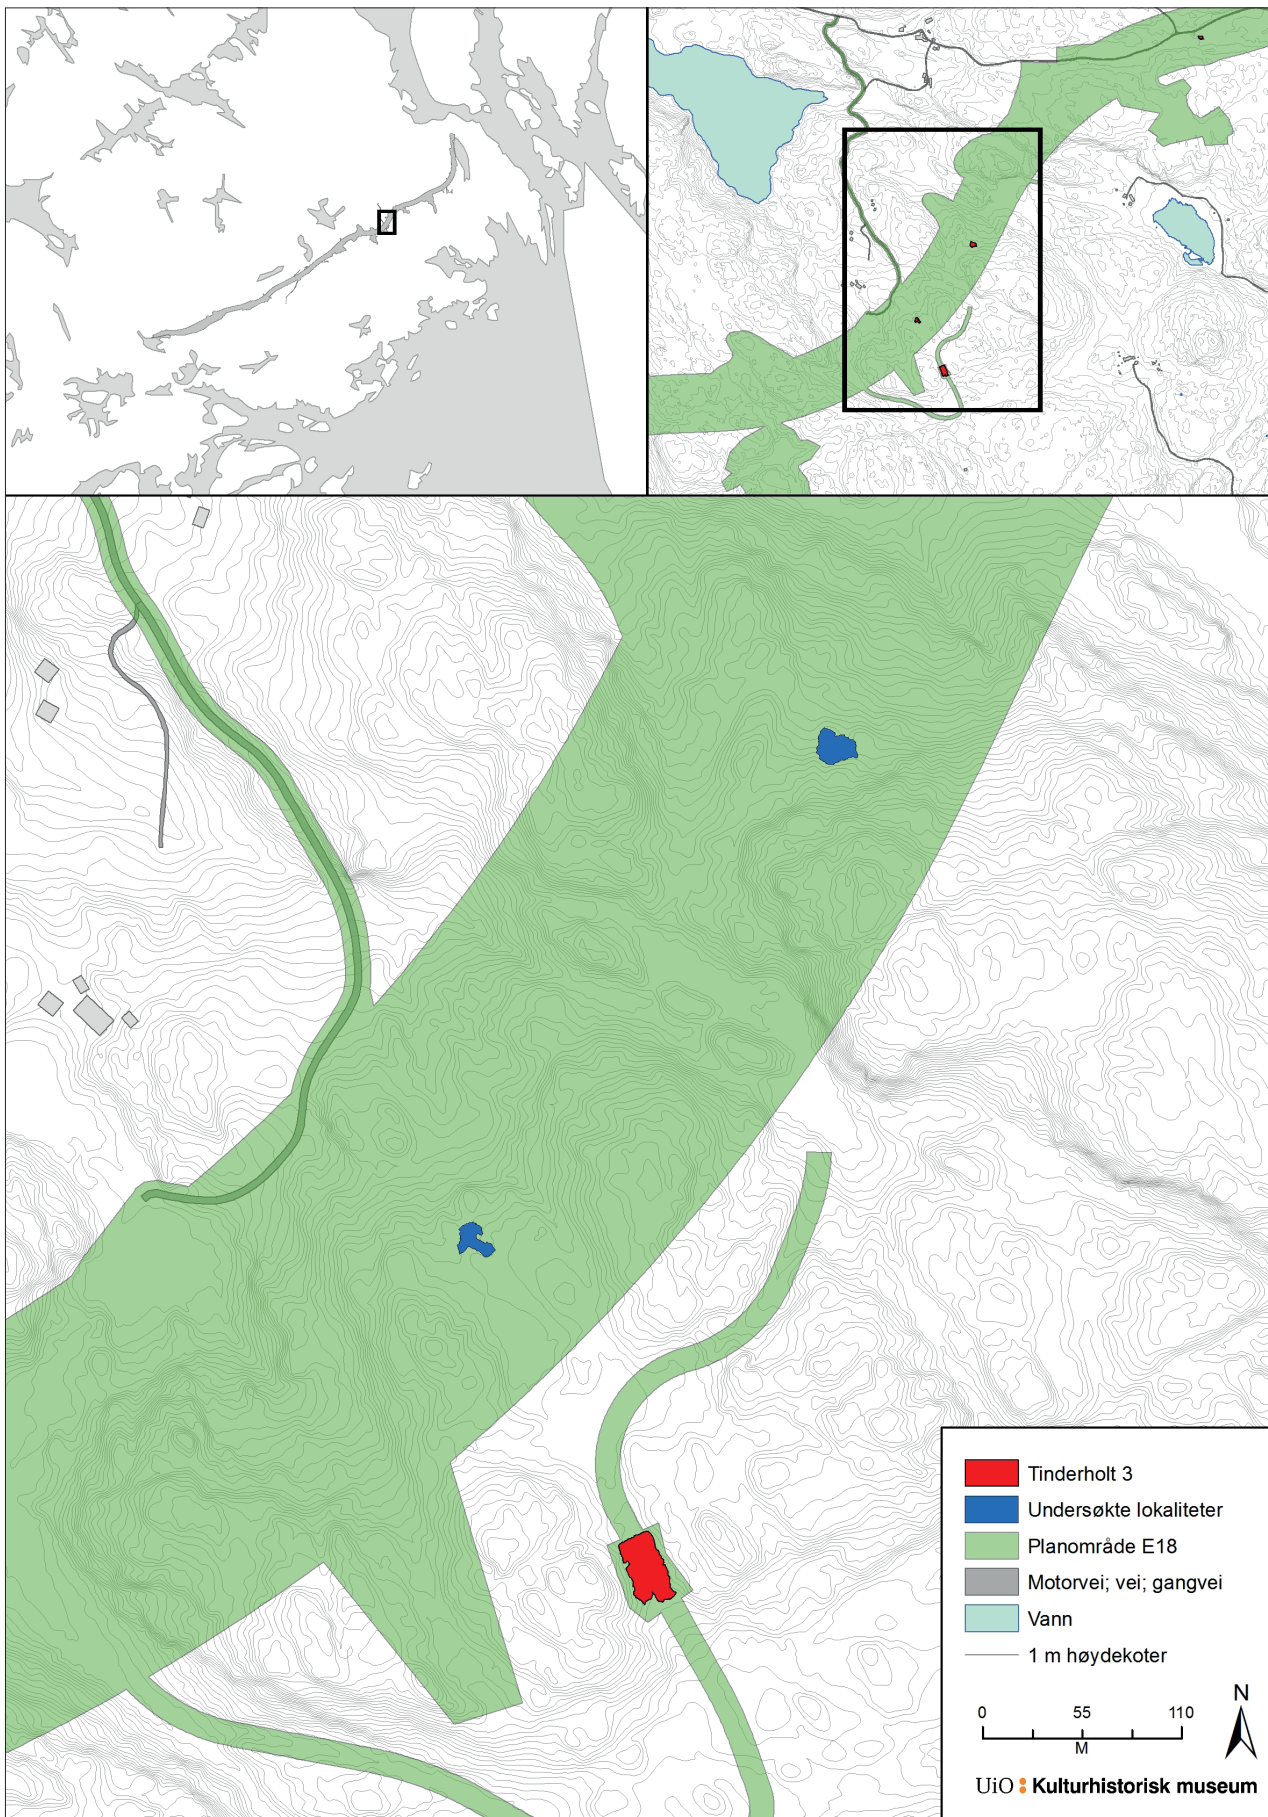 Tinderholt 3
Undersøkte lokaliteter
Planområde E18
Motorvei; vei; gangvei
Vann
1 m høydekoter
0 55 110
M
N
UiO Kulturhistorisk museum